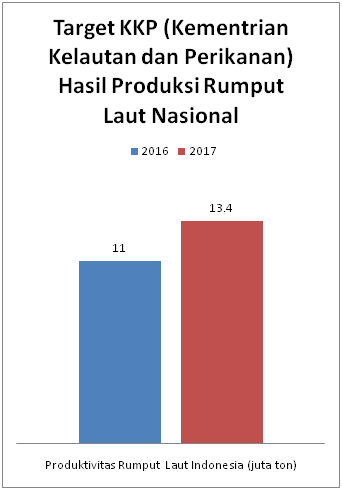 Target KKP (Kementrian
Kelautan dan Perikanan)
Hasil Produksi Rumput
Laut Nasional
2016 2017
13.4
11
Produktivitas Rumput Laut Indonesia (juta ton)